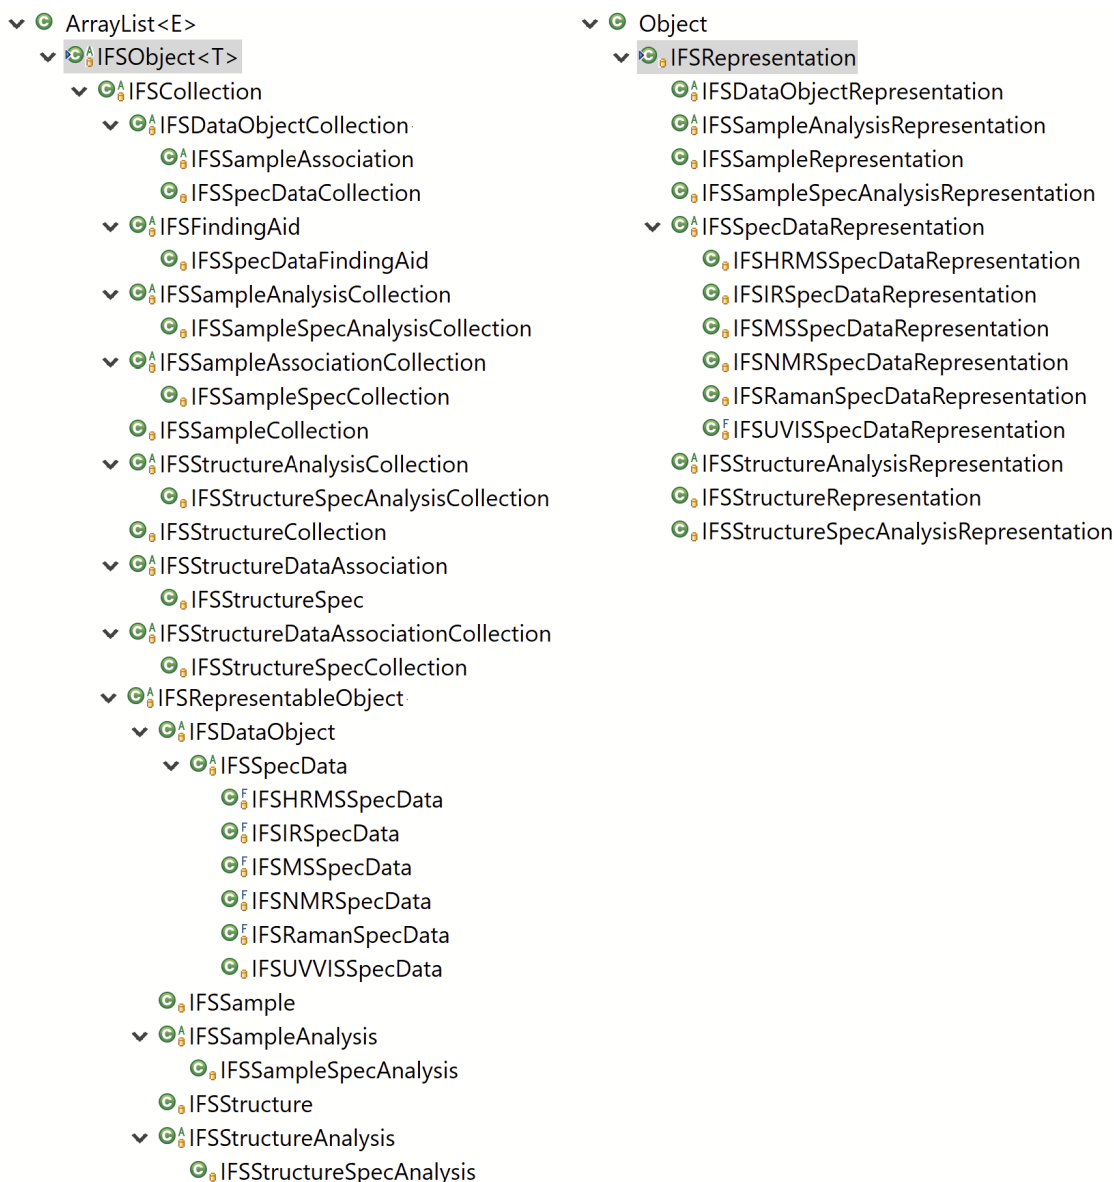 ArrayList<E>
IFSObject<T>
IFSCollection
IFSDataObjectCollection
IFSSampleAssociation
IFSSpecDataCollection
IFSFindingAid
IFSSpecDataFindingAid
IFSSampleAnalysisCollection
IFSSampleSpecAnalysisCollection
IFSSampleAssociationCollection
IFSSampleSpecCollection
IFSSampleCollection
IFSStructureAnalysisCollection
IFSStructureSpecAnalysisCollection
IFSStructureCollection
IFSStructureDataAssociation
IFSStructureSpec
IFSStructureDataAssociationCollection
IFSStructureSpecCollection
IFSRepresentableObject
IFSDataObject
IFSSpecData
IFSHRMSSpecData
IFSIRSpecData
IFSMSSpecData
IFSNMRSpecData
IFSRamanSpecData
IFSUVVISSpecData
IFSSample
IFSSampleAnalysis
IFSSampleSpecAnalysis
IFSStructure
IFSStructureAnalysis
IFSStructureSpecAnalysis
Object
IFSRepresentation
IFSDataObjectRepresentation
IFSSampleAnalysisRepresentation
IFSSampleRepresentation
IFSSampleSpecAnalysisRepresentation
IFSSpecDataRepresentation
IFSHRMSSpecDataRepresentation
IFSIRSpecDataRepresentation
IFSMSSpecDataRepresentation
IFSNMRSpecDataRepresentation
IFSRamanSpecDataRepresentation
IFSUVISSpecDataRepresentation
IFSStructureAnalysisRepresentation
IFSStructureRepresentation
IFSStructureSpecAnalysisRepresentation